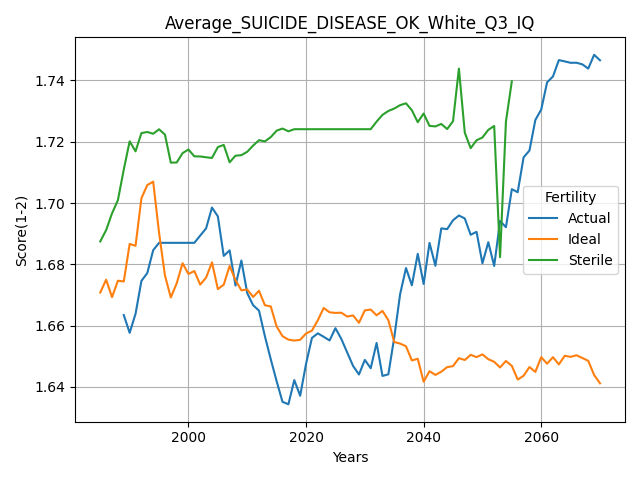 Average_SUICIDE_DISEASE_OK_White_Q3_IQ
Score(1-2)
1.74
1.72
1.70
1.68
1.66
1.64
Fertility
Actual
Ideal
Sterile
2000
2020
2040
2060
Years